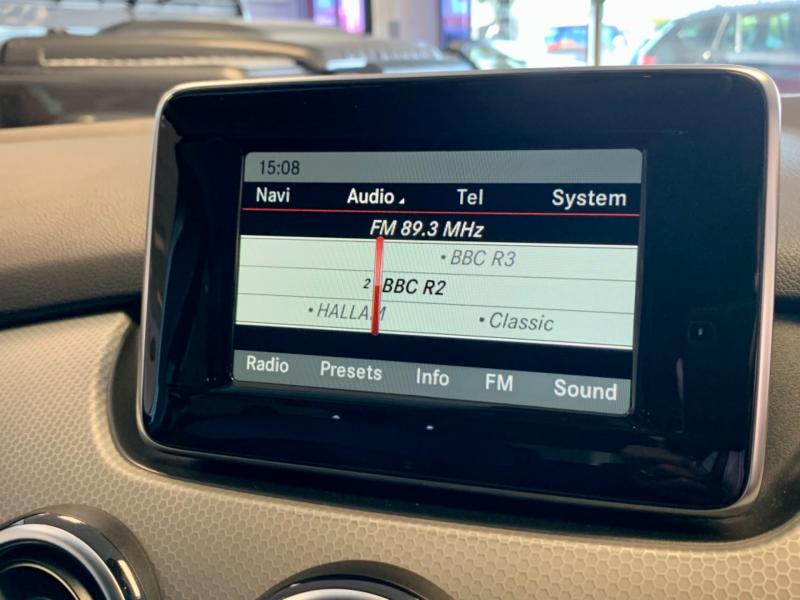 15:08
Navi Audio Tel System
FM 89.3 MHz
• BBC R3
2 BBC R2
• HALLAM • Classic
Radio Presets Info FM Sound